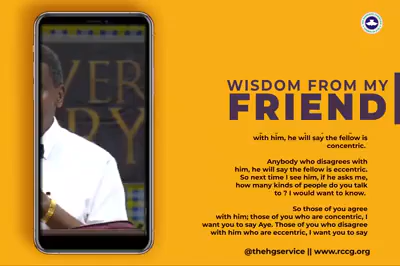 VER
RY
WISDOM FROM MY
FRIEND
with him, he will say the fellow is
concentric.
Anybody who disagrees with
him, he will say the fellow is eccentric.
So next time I see him, if he asks me,
how many kinds of people do you talk
to ? I would want to know.
So those of you agree
with him; those of you who are concentric, I
want you to say Aye. Those of you who disagree
with him who are eccentric, I want you to say
@thehgservice || www.rccg.org